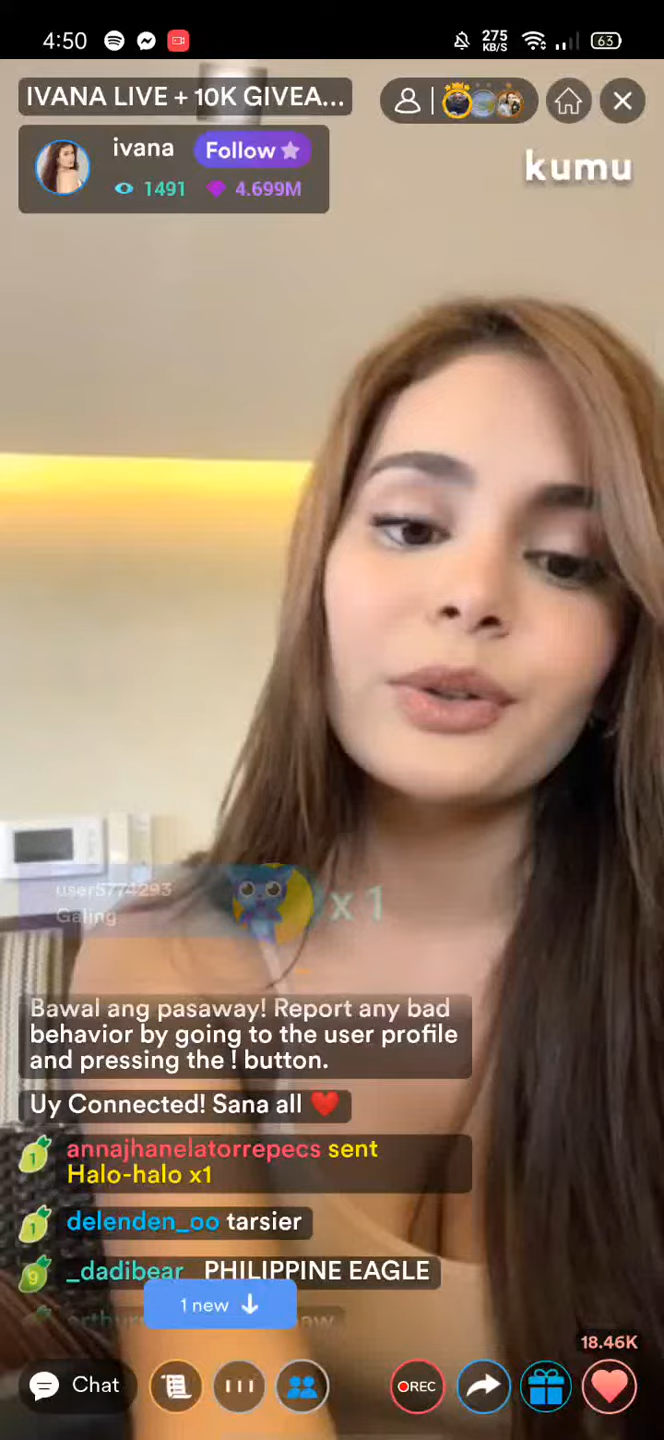 4:50
275
KB/S
63
IVANA LIVE + 10K GIVEA...
ivana
Follow
1491
4.699M
kumu
user5774293
Galing
x 1
Bawal ang pasaway! Report any bad
behavior by going to the user profile
and pressing the ! button.
Uy Connected! Sana all ❤️
1
annajhanelatorrepecs sent
Halo-halo x1
1
delenden_oo tarsier
9
_dadibear PHILIPPINE EAGLE
1 new ↓
18.46K
Chat
REC